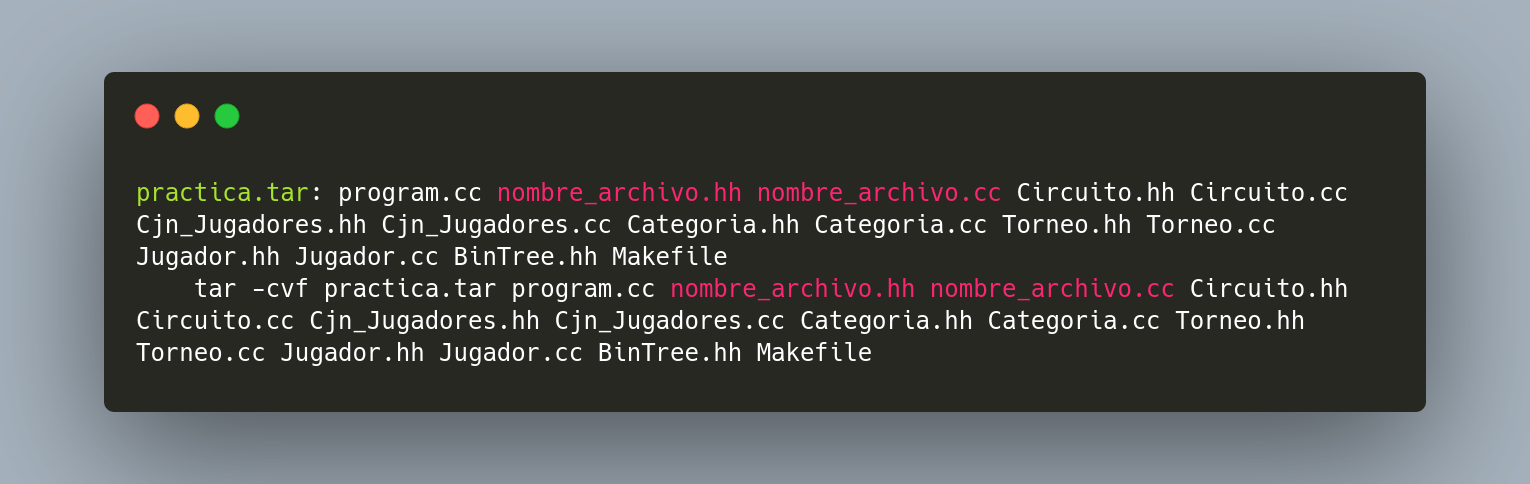 practica.tar: program.cc nombre_archivo.hh nombre_archivo.cc Circuito.hh Circuito.cc
Cjn_Jugadores.hh Cjn_Jugadores.cc Categoria.hh Categoria.cc Torneo.hh Torneo.cc
Jugador.hh Jugador.cc BinTree.hh Makefile
    tar -cvf practica.tar program.cc nombre_archivo.hh nombre_archivo.cc Circuito.hh
Circuito.cc Cjn_Jugadores.hh Cjn_Jugadores.cc Categoria.hh Categoria.cc Torneo.hh
Torneo.cc Jugador.hh Jugador.cc BinTree.hh Makefile